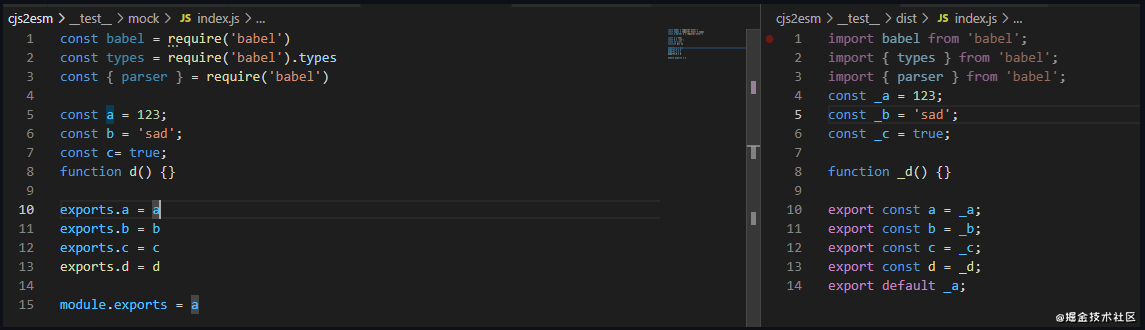 cjs2esm > __test__ > mock > JS index.js > ...
1 const babel = require('babel')
2 const types = require('babel').types
3 const { parser } = require('babel')
4
5 const a = 123;
6 const b = 'sad';
7 const c= true;
8 function d() {}
9
10 exports.a = a
11 exports.b = b
12 exports.c = c
13 exports.d = d
14
15 module.exports = a
cjs2esm > __test__ > dist > JS index.js > ...
1 import babel from 'babel';
2 import { types } from 'babel';
3 import { parser } from 'babel';
4 const _a = 123;
5 const _b = 'sad';
6 const _c = true;
7
8 function _d() {}
9
10 export const a = _a;
11 export const b = _b;
12 export const c = _c;
13 export const d = _d;
14 export default _a;
@掘金技术社区